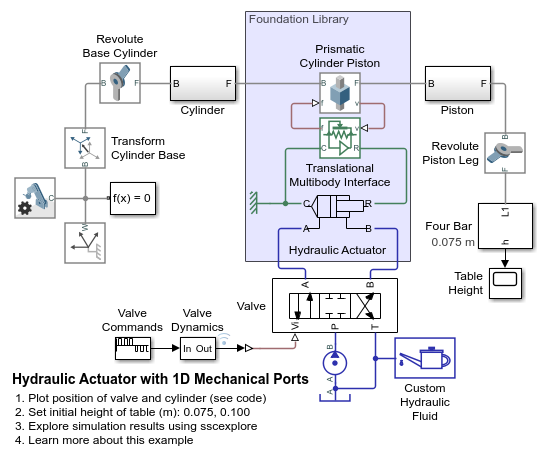 Foundation Library
Revolute
Base Cylinder
Prismatic
Cylinder Piston
B
F
B
F
B
F
B
F
Cylinder
Piston
f
v
f
v
C
R
F
B
Transform
Cylinder Base
B
F
Revolute
Piston Leg
Translational
Multibody Interface
C
f(x) = 0
W
C
R
A
B
Hydraulic Actuator
L1
h
Four Bar
0.075 m
Table
Height
A
B
Valve
Vi
P
T
Valve
Commands
Valve
Dynamics
In Out
B
A
A
Custom
Hydraulic
Fluid
Hydraulic Actuator with 1D Mechanical Ports
1. Plot position of valve and cylinder (see code)
2. Set initial height of table (m): 0.075, 0.100
3. Explore simulation results using sscexplore
4. Learn more about this example